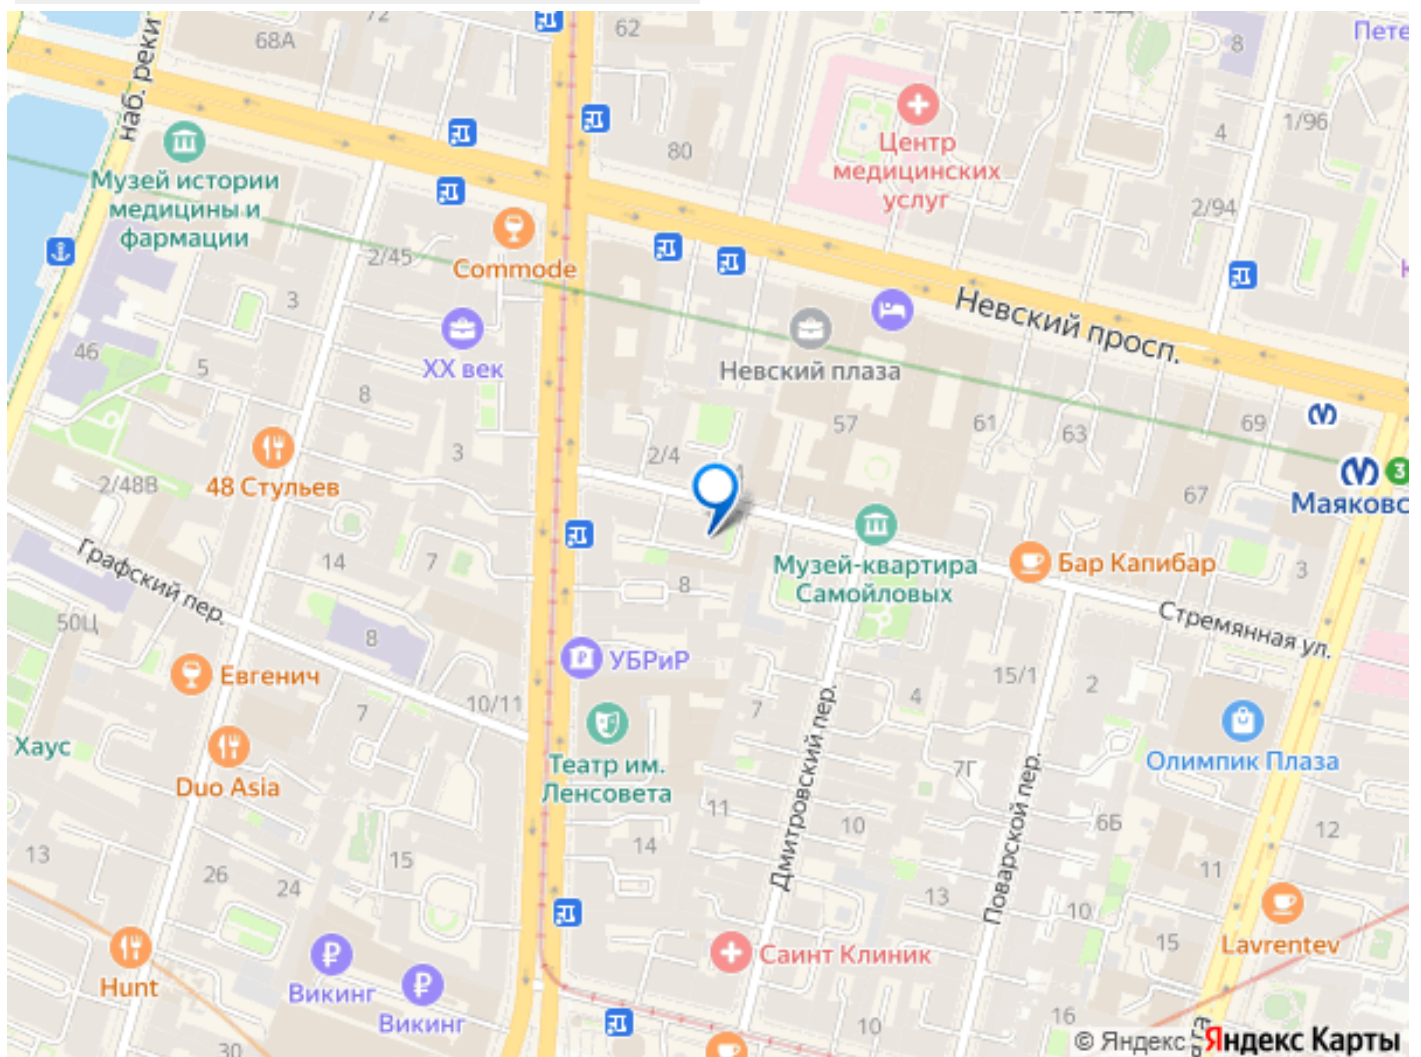 72
62
68А
8
Пете
наб. реки
1/96
4
80
Центр
медицинских
услуг
Музей истории
медицины и
фармации
2/94
2/45
Commode
3
Невский просп.
XX век
Невский плаза
46
5
8
57
61
63
69
3
2/4
3
48 Стульев
2/48В
67
Маяковс
Графский пер.
14
7
8
Музей-квартира
Самойловых
Бар Капибар
3
Стремянная ул.
50Ц
8
УБРиР
Евгенич
10/11
7
7
4
15/1
2
Хаус
Duo Asia
Театр им.
Ленсовета
Дмитровский пер.
7Г
Поварской пер.
Олимпик Плаза
11
10
6Б
12
13
15
14
26
24
11
13
10
15
Lavrentev
Hunt
Викинг
Викинг
Саинт Клиник
10
16
30
© Яндекс Яндекс Карты